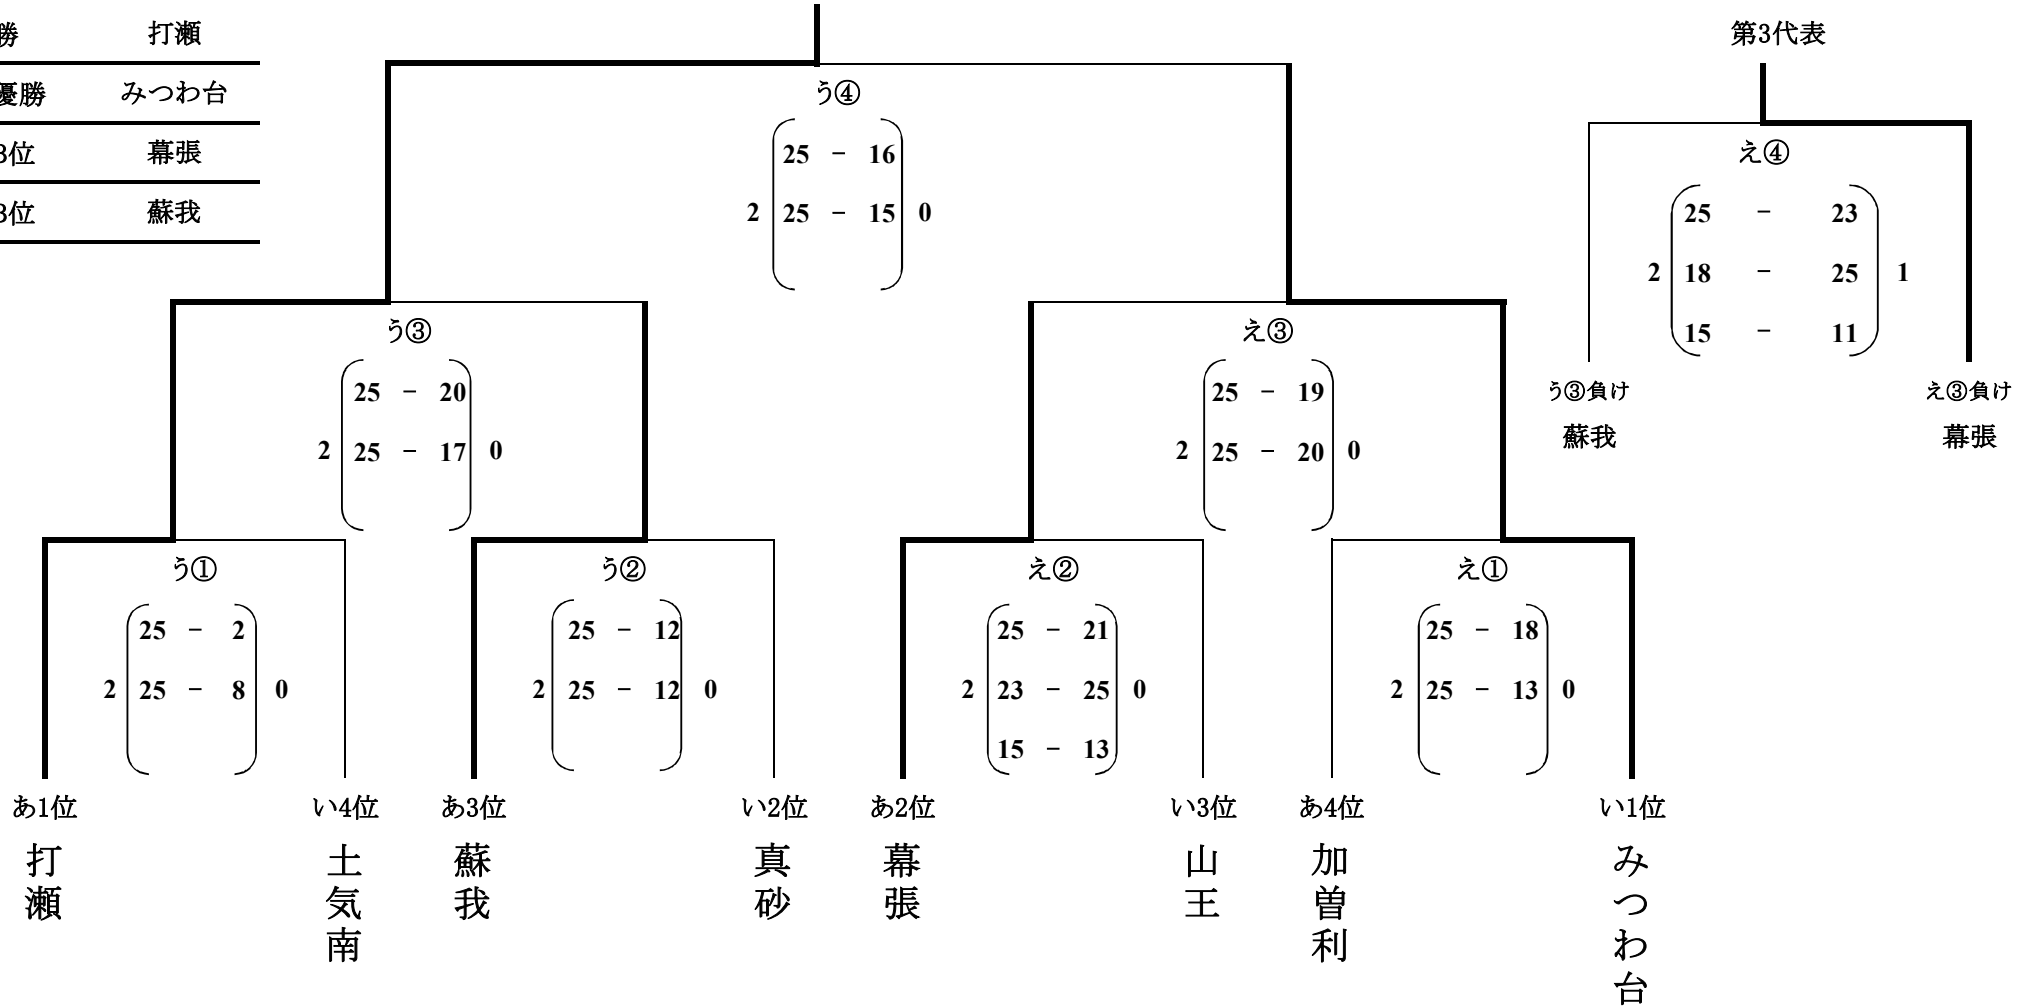 勝 打瀬
優勝 みつわ台
3位 幕張
3位 蘇我
第3代表
う④
25 - 16
2 25 - 15 0
え④
25 - 23
2 18 - 25 1
15 - 11
う③負け え③負け
蘇我 幕張
う③
25 - 20
2 25 - 17 0
え③
25 - 19
2 25 - 20 0
う① う② え② え①
25 - 2 25 - 12 25 - 21 25 - 18
2 25 - 8 0 2 25 - 12 0 2 23 - 25 0 2 25 - 13 0
15 - 13
あ1位 い4位 あ3位 い2位 あ2位 い3位 あ4位 い1位
打瀬
土気南
蘇我
真砂
幕張
山王
加曽利
みつわ台